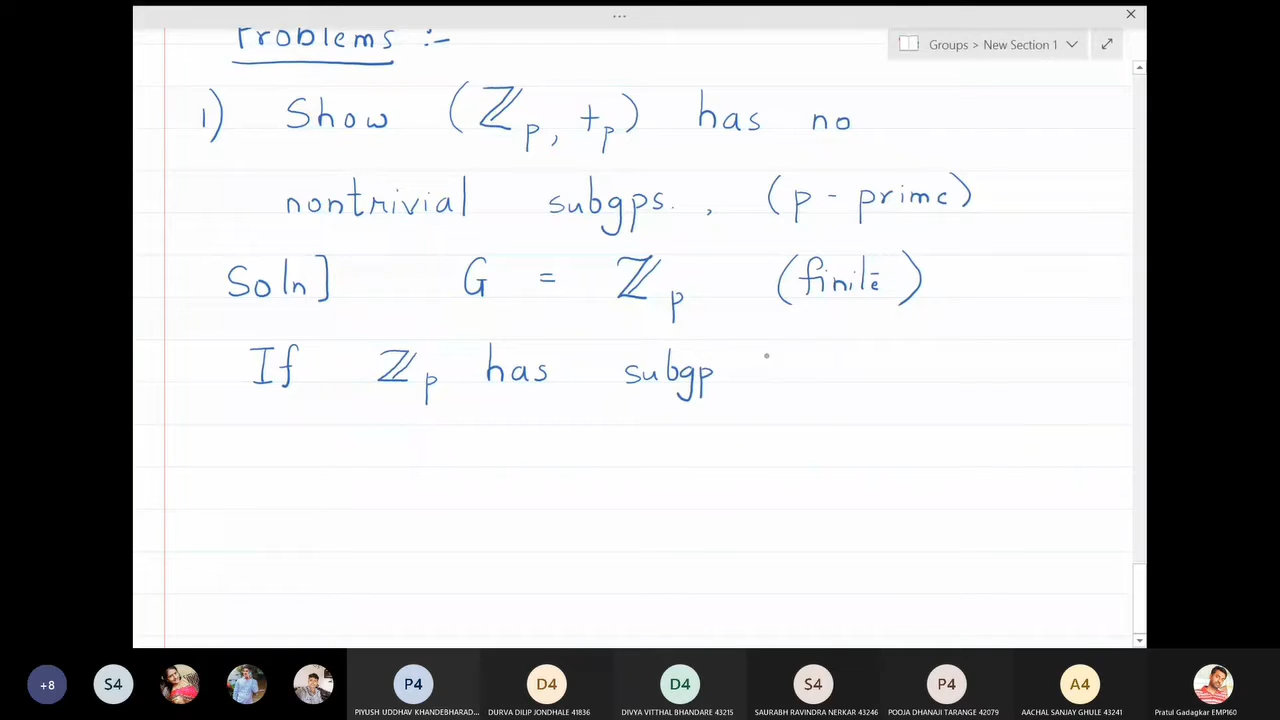 ...
Problems :-
Groups > New Section 1
1) Show (ℤp, +p) has no
nontrivial subgps. , (p - prime)
Soln] G = ℤp (finite)
If ℤp has subgp
+8
S4
P4
D4
D4
S4
P4
A4
PIYUSH UDDHAV KHANDEBHARAD...
DURVA DILIP JONDHALE 41836
DIVYA VITTHAL BHANDARE 43215
SAURABH RAVINDRA NERKAR 43246
POOJA DHANAJI TARANGE 42079
AACHAL SANJAY GHULE 43241
Pratul Gadagkar EMP160